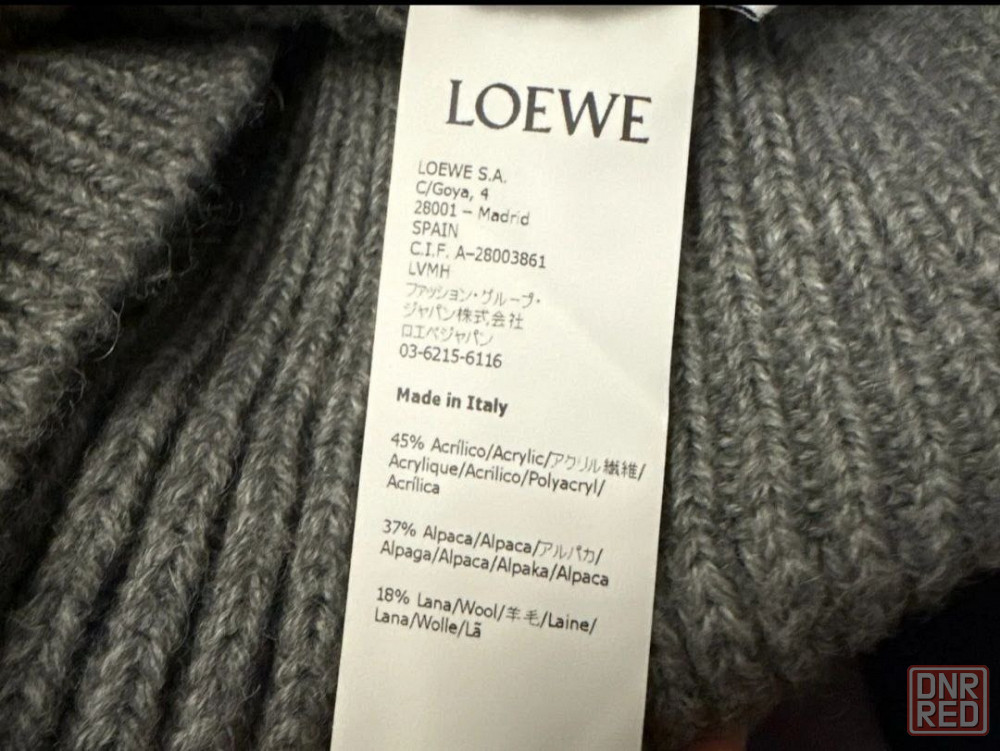 LOEWE
LOEWE S.A.
C/Goya, 4
28001 – Madrid
SPAIN
C.I.F. A-28003861
LVMH
ファッション・グループ・
ジャパン株式会社
ロエベジャパン
03-6215-6116
Made in Italy
45% Acrílico/Acrylic/アクリル繊維/
Acrylique/Acrilico/Polyacryl/
Acrílica
37% Alpaca/Alpaca/アルパカ/
Alpaga/Alpaca/Alpaka/Alpaca
18% Lana/Wool/羊毛/Laine/
Lana/Wolle/Lã
DNR
RED